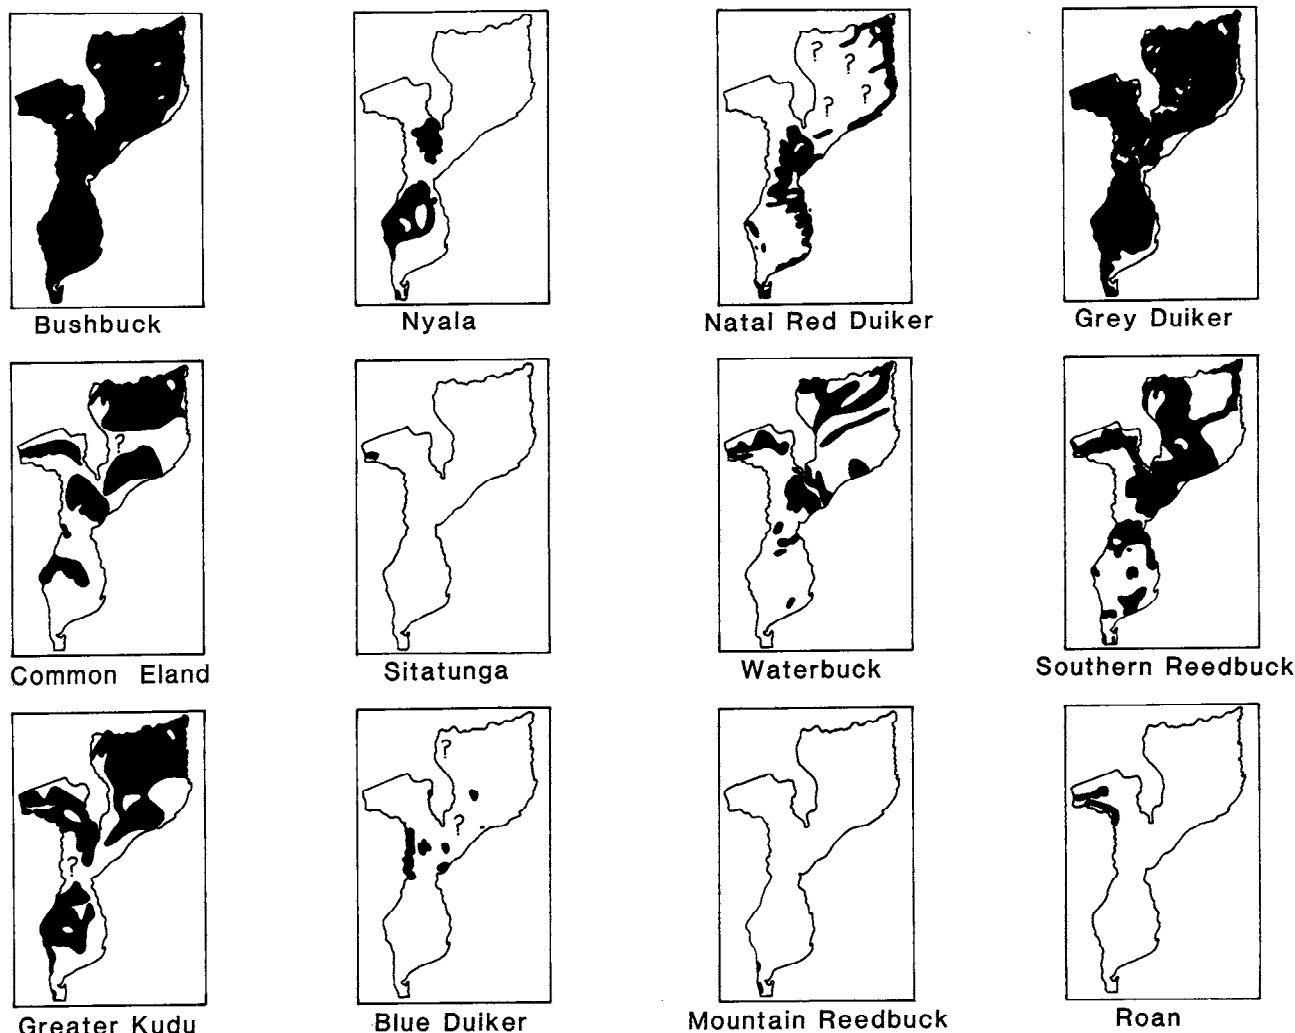 Bushbuck
Nyala
? ? ? ?
Natal Red Duiker
Grey Duiker
?
Common Eland
Sitatunga
Waterbuck
Southern Reedbuck
?
Greater Kudu
? ?
Blue Duiker
Mountain Reedbuck
Roan